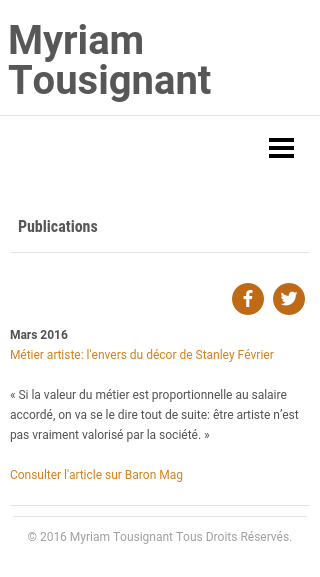 Myriam
Tousignant
Publications
Mars 2016
Métier artiste: l'envers du décor de Stanley Février
« Si la valeur du métier est proportionnelle au salaire
accordé, on va se le dire tout de suite: être artiste n’est
pas vraiment valorisé par la société. »
Consulter l'article sur Baron Mag
© 2016 Myriam Tousignant Tous Droits Réservés.